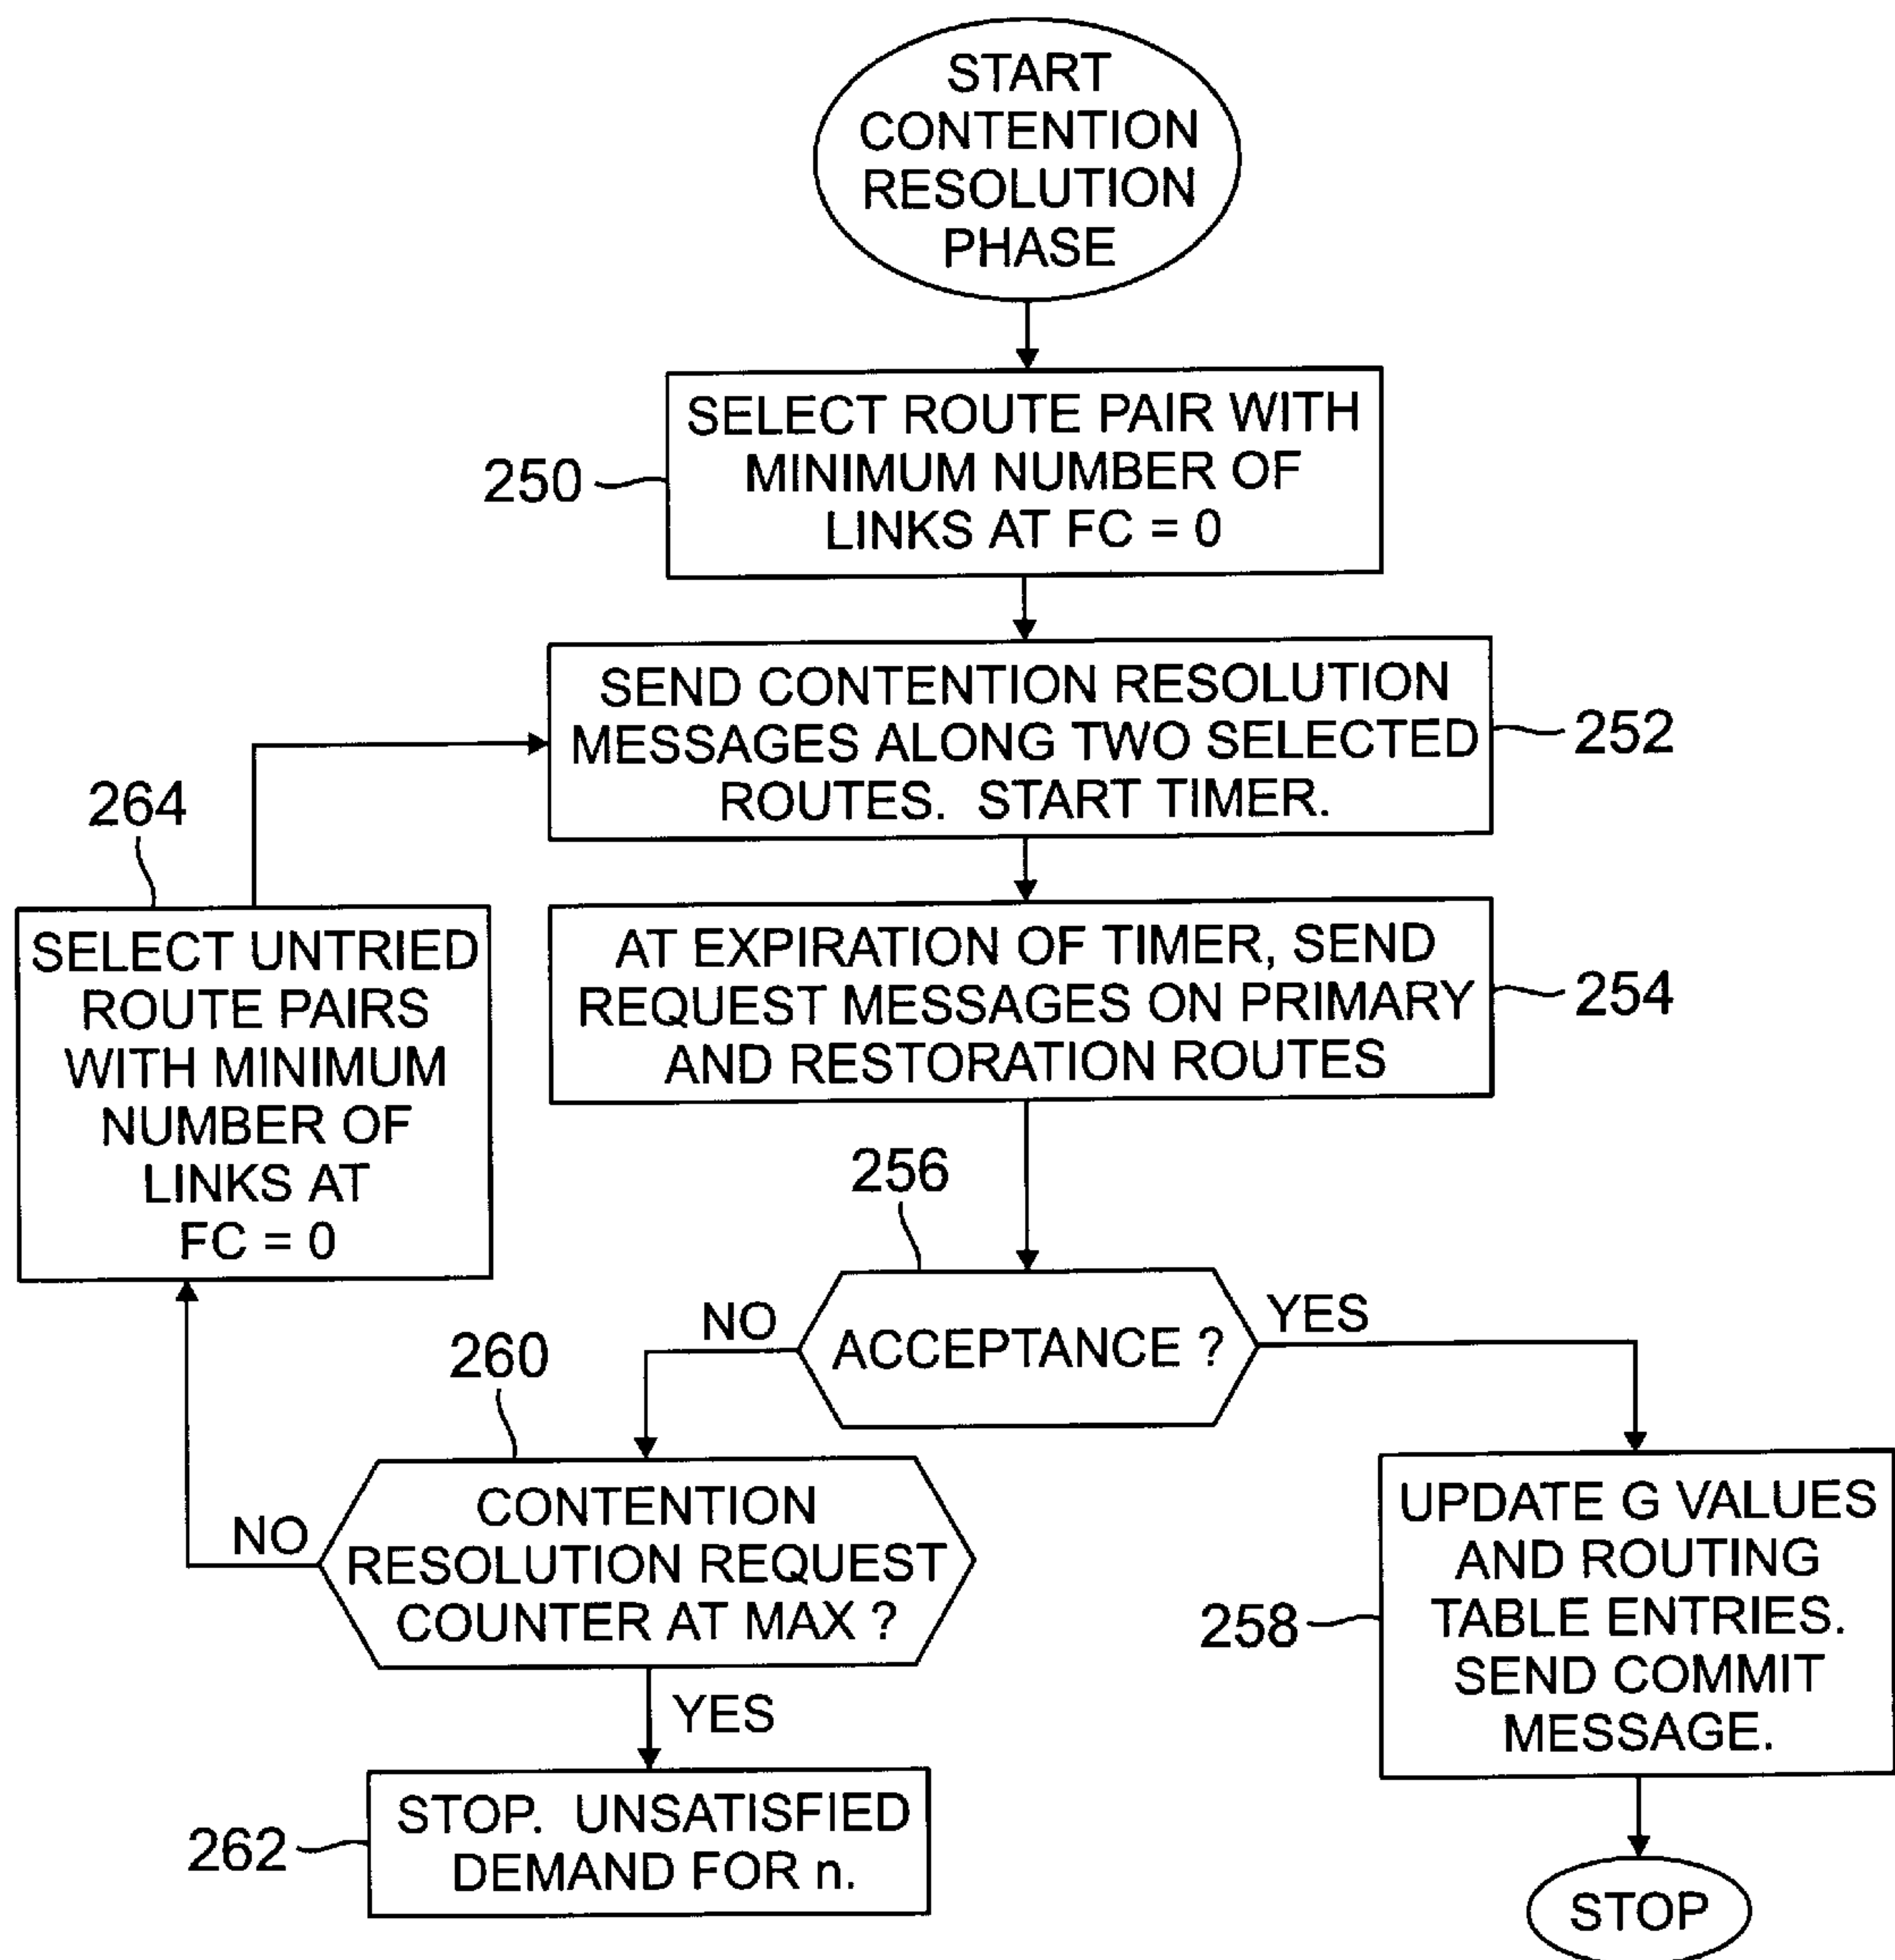 START
CONTENTION
RESOLUTION
PHASE
SELECT ROUTE PAIR WITH
MINIMUM NUMBER OF
LINKS AT FC = 0
250
SEND CONTENTION RESOLUTION
MESSAGES ALONG TWO SELECTED
ROUTES. START TIMER.
252
264
SELECT UNTRIED
ROUTE PAIRS
WITH MINIMUM
NUMBER OF
LINKS AT
FC = 0
AT EXPIRATION OF TIMER, SEND
REQUEST MESSAGES ON PRIMARY
AND RESTORATION ROUTES
254
256
NO
ACCEPTANCE ?
YES
260
NO
CONTENTION
RESOLUTION REQUEST
COUNTER AT MAX ?
YES
UPDATE G VALUES
AND ROUTING
TABLE ENTRIES.
SEND COMMIT
MESSAGE.
258
262
STOP. UNSATISFIED
DEMAND FOR n.
STOP